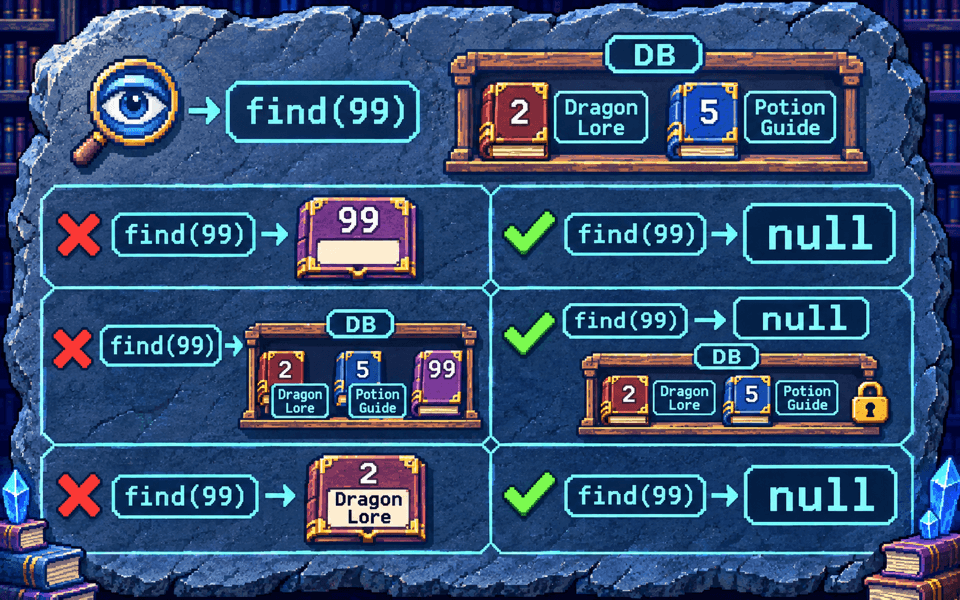 DB
find(99)
2
Dragon
Lore
5
Potion
Guide
find(99)
99
find(99)
null
find(99)
DB
2
Dragon
Lore
5
Potion
Guide
99
find(99)
null
DB
2
Dragon
Lore
5
Potion
Guide
find(99)
2
Dragon
Lore
find(99)
null